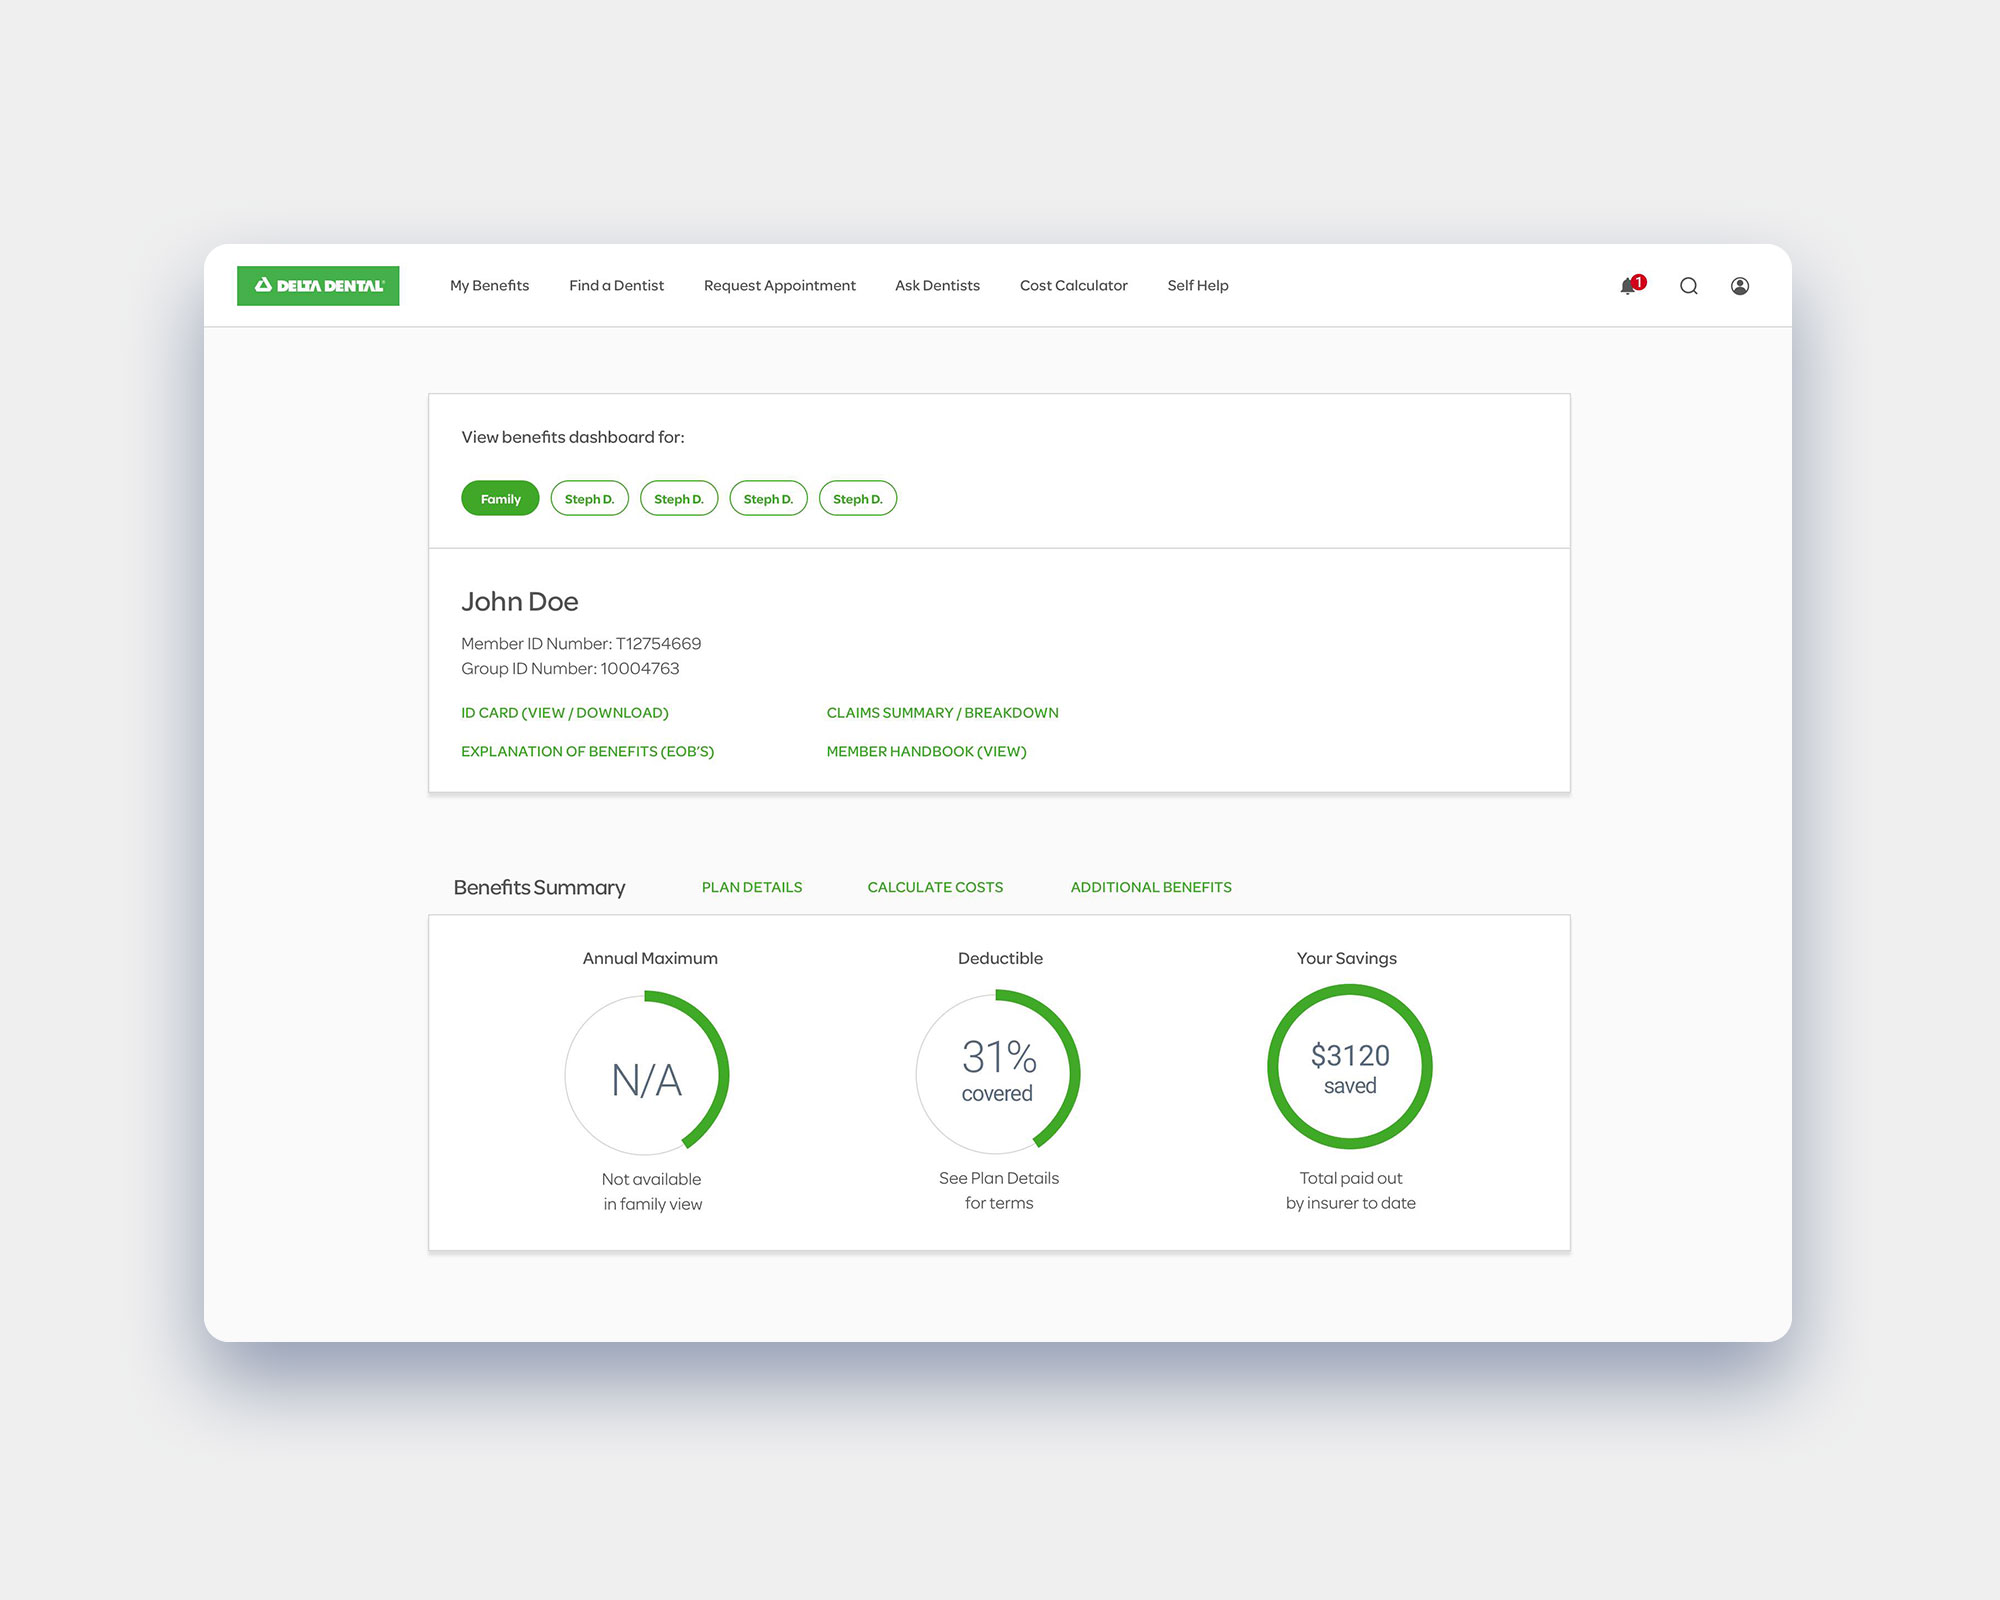 DELTA DENTAL
My Benefits
Find a Dentist
Request Appointment
Ask Dentists
Cost Calculator
Self Help
1
View benefits dashboard for:
Family
Steph D.
Steph D.
Steph D.
Steph D.
John Doe
Member ID Number: T12754669
Group ID Number: 10004763
ID CARD (VIEW / DOWNLOAD)
CLAIMS SUMMARY / BREAKDOWN
EXPLANATION OF BENEFITS (EOB'S)
MEMBER HANDBOOK (VIEW)
Benefits Summary
PLAN DETAILS
CALCULATE COSTS
ADDITIONAL BENEFITS
Annual Maximum
N/A
Not available
in family view
Deductible
31%
covered
See Plan Details
for terms
Your Savings
$3120
saved
Total paid out
by insurer to date